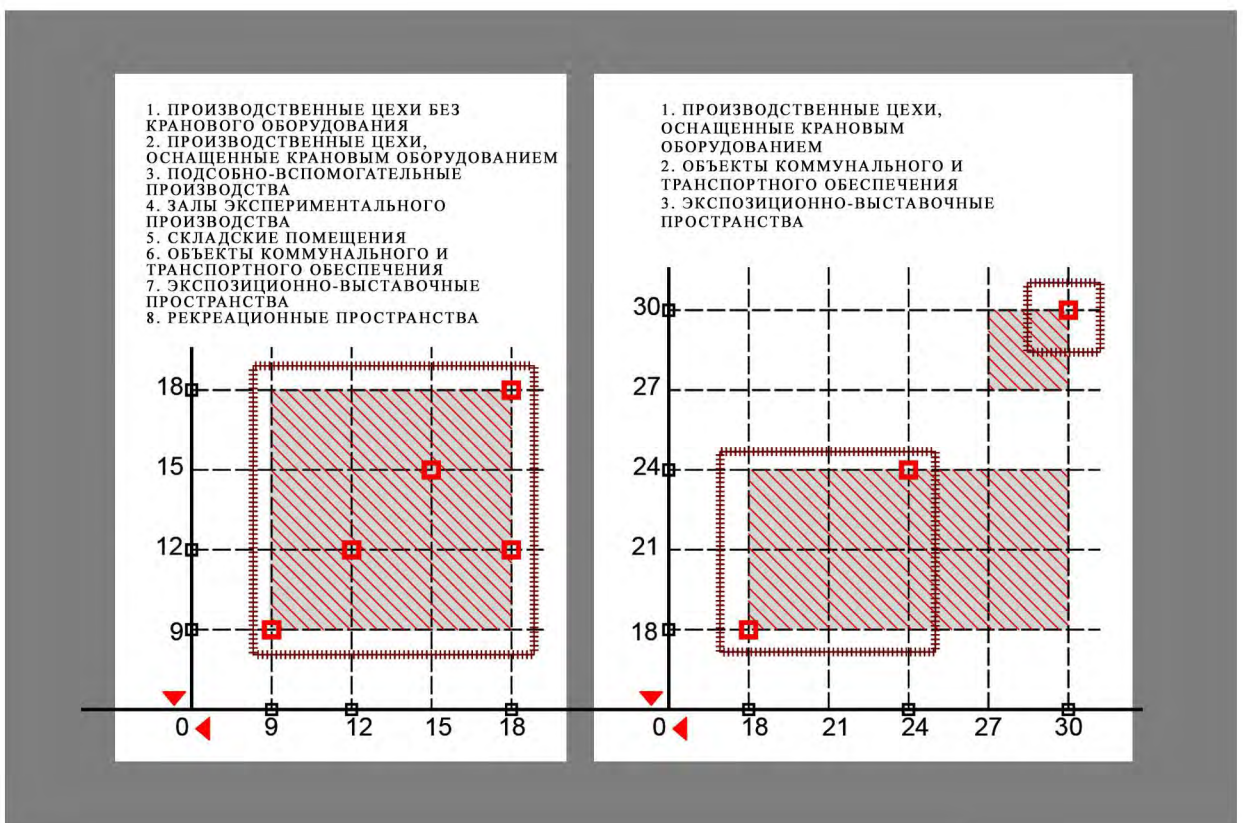 1. ПРОИЗВОДСТВЕННЫЕ ЦЕХИ БЕЗ
КРАНОВОГО ОБОРУДОВАНИЯ
2. ПРОИЗВОДСТВЕННЫЕ ЦЕХИ,
ОСНАЩЕННЫЕ КРАНОВЫМ ОБОРУДОВАНИЕМ
3. ПОДСОБНО-ВСПОМОГАТЕЛЬНЫЕ
ПРОИЗВОДСТВА
4. ЗАЛЫ ЭКСПЕРИМЕНТАЛЬНОГО
ПРОИЗВОДСТВА
5. СКЛАДСКИЕ ПОМЕЩЕНИЯ
6. ОБЪЕКТЫ КОММУНАЛЬНОГО И
ТРАНСПОРТНОГО ОБЕСПЕЧЕНИЯ
7. ЭКСПОЗИЦИОННО-ВЫСТАВОЧНЫЕ
ПРОСТРАНСТВА
8. РЕКРЕАЦИОННЫЕ ПРОСТРАНСТВА
18
15
12
9
0 9 12 15 18
1. ПРОИЗВОДСТВЕННЫЕ ЦЕХИ,
ОСНАЩЕННЫЕ КРАНОВЫМ
ОБОРУДОВАНИЕМ
2. ОБЪЕКТЫ КОММУНАЛЬНОГО И
ТРАНСПОРТНОГО ОБЕСПЕЧЕНИЯ
3. ЭКСПОЗИЦИОННО-ВЫСТАВОЧНЫЕ
ПРОСТРАНСТВА
30
27
24
21
18
0 18 21 24 27 30